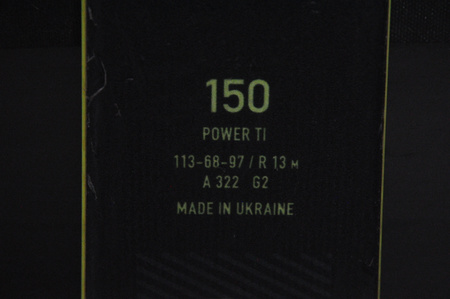 150
POWER TI
113-68-97 / R 13 M
A 322 G2
MADE IN UKRAINE